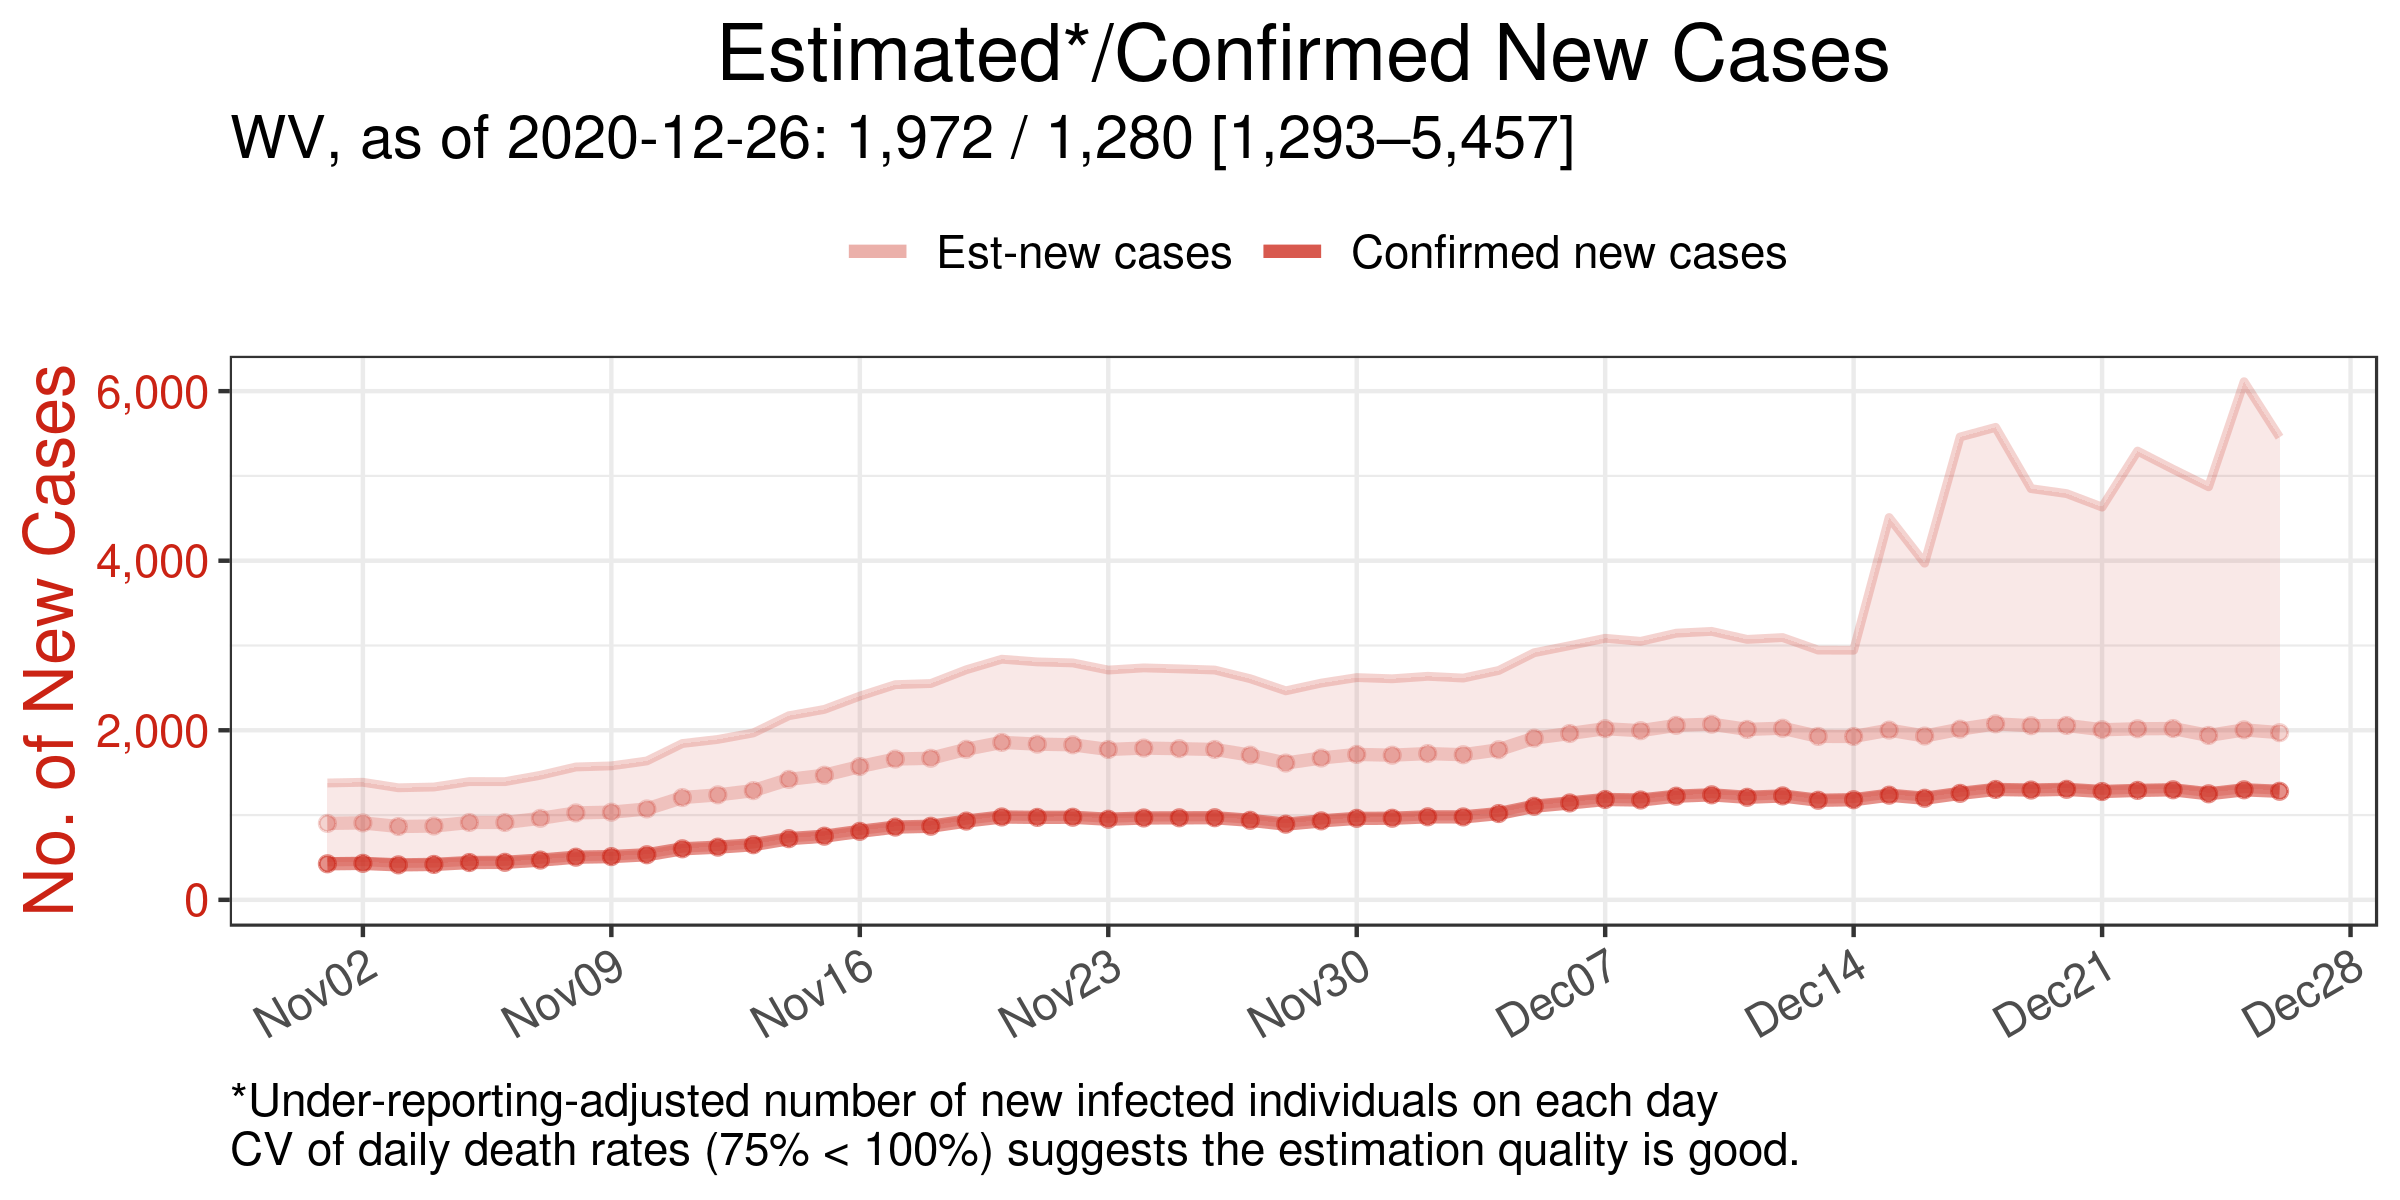 Estimated*/Confirmed New Cases
WV, as of 2020-12-26: 1,972 / 1,280 [1,293–5,457]
Est-new cases
Confirmed new cases
No. of New Cases
6,000
4,000
2,000
0
Nov02
Nov09
Nov16
Nov23
Nov30
Dec07
Dec14
Dec21
Dec28
*Under-reporting-adjusted number of new infected individuals on each day
CV of daily death rates (75% < 100%) suggests the estimation quality is good.